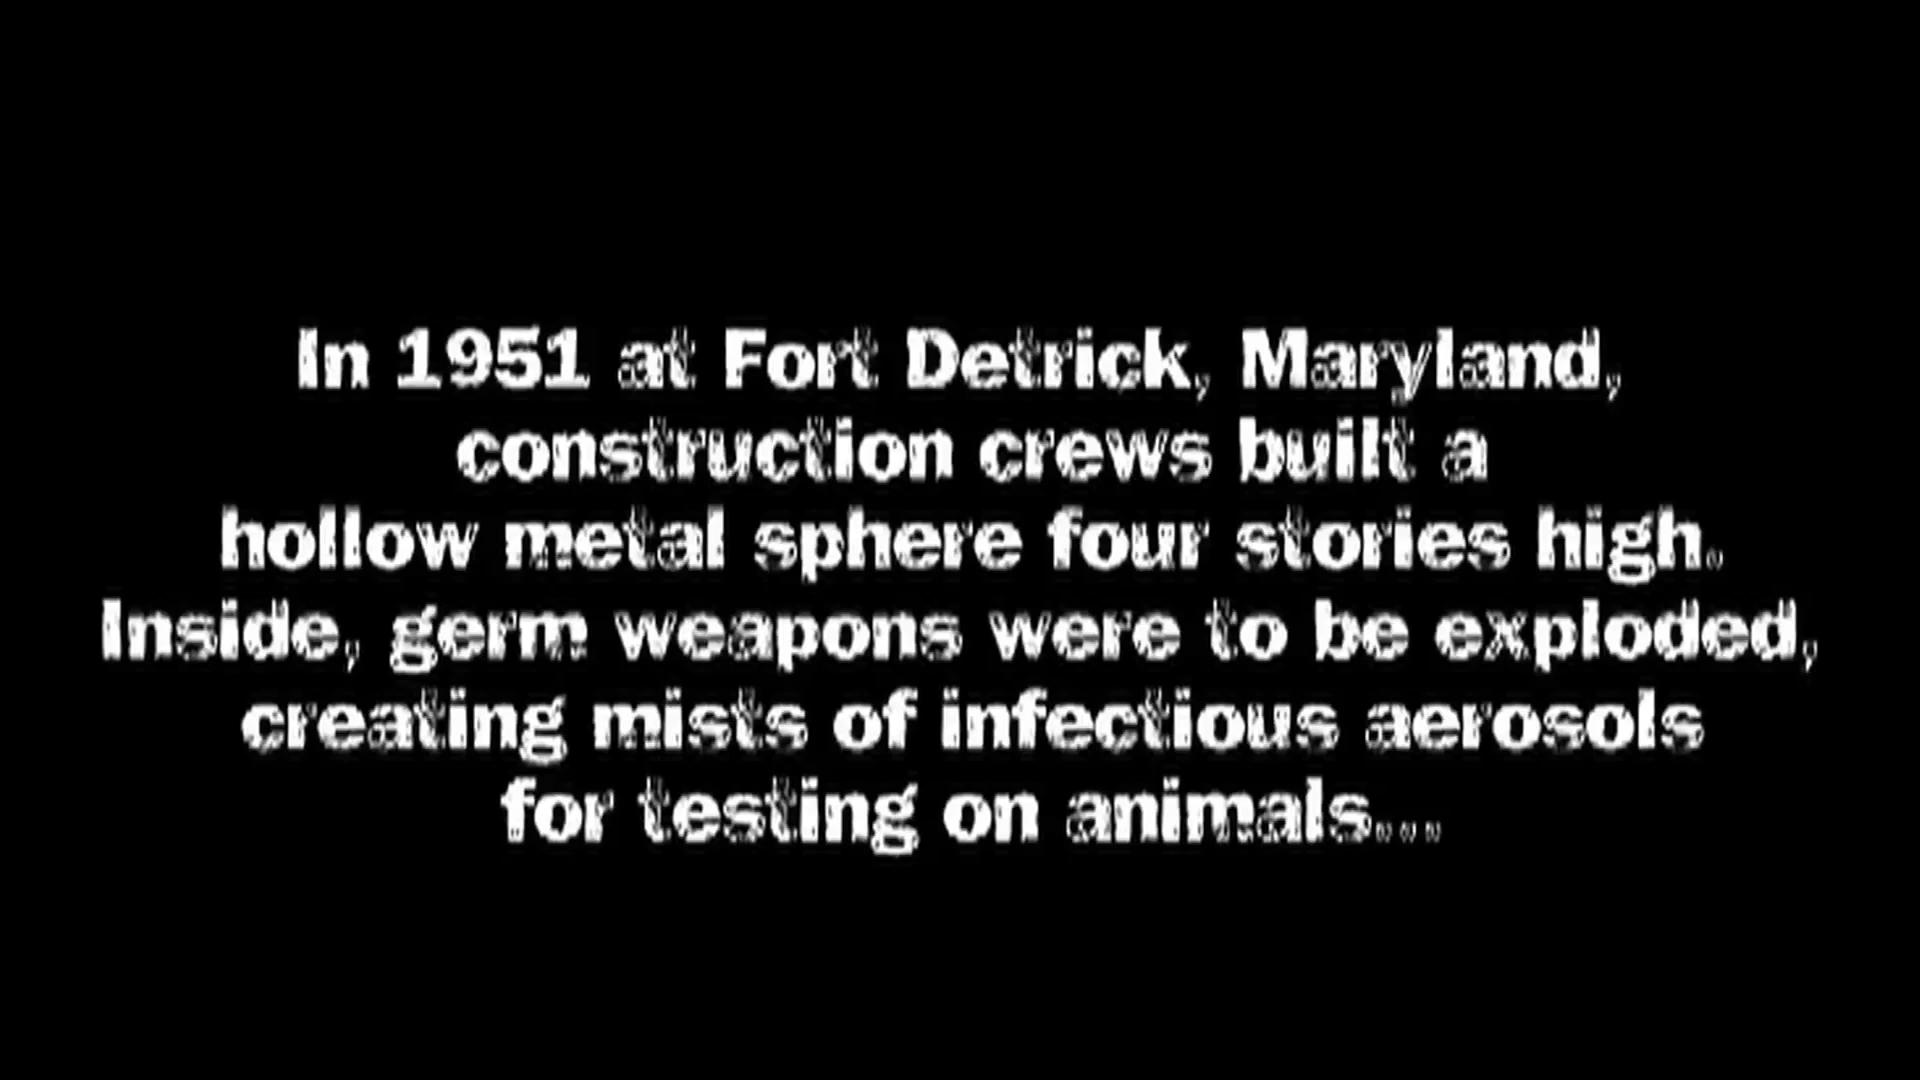 In 1951 at Fort Detrick, Maryland,
construction crews built a
hollow metal sphere four stories high.
Inside, germ weapons were to be exploded,
creating mists of infectious aerosols
for testing on animals...